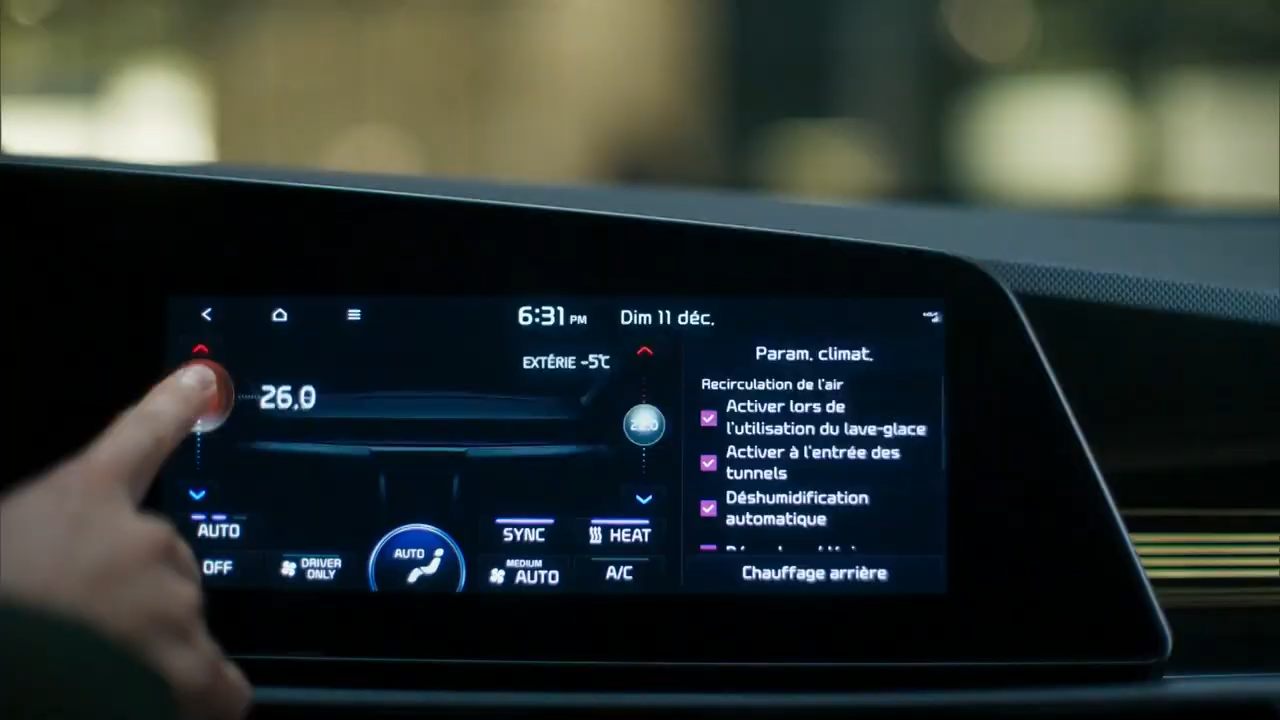 6:31 PM Dim 11 déc.
EXTÉRIE -5°C
26.0
AUTO
SYNC
HEAT
OFF
DRIVER
ONLY
AUTO
MEDIUM
AUTO
A/C
Param. climat.
Recirculation de l'air
Activer lors de
l'utilisation du lave-glace
Activer à l'entrée des
tunnels
Déshumidification
automatique
Chauffage arrière